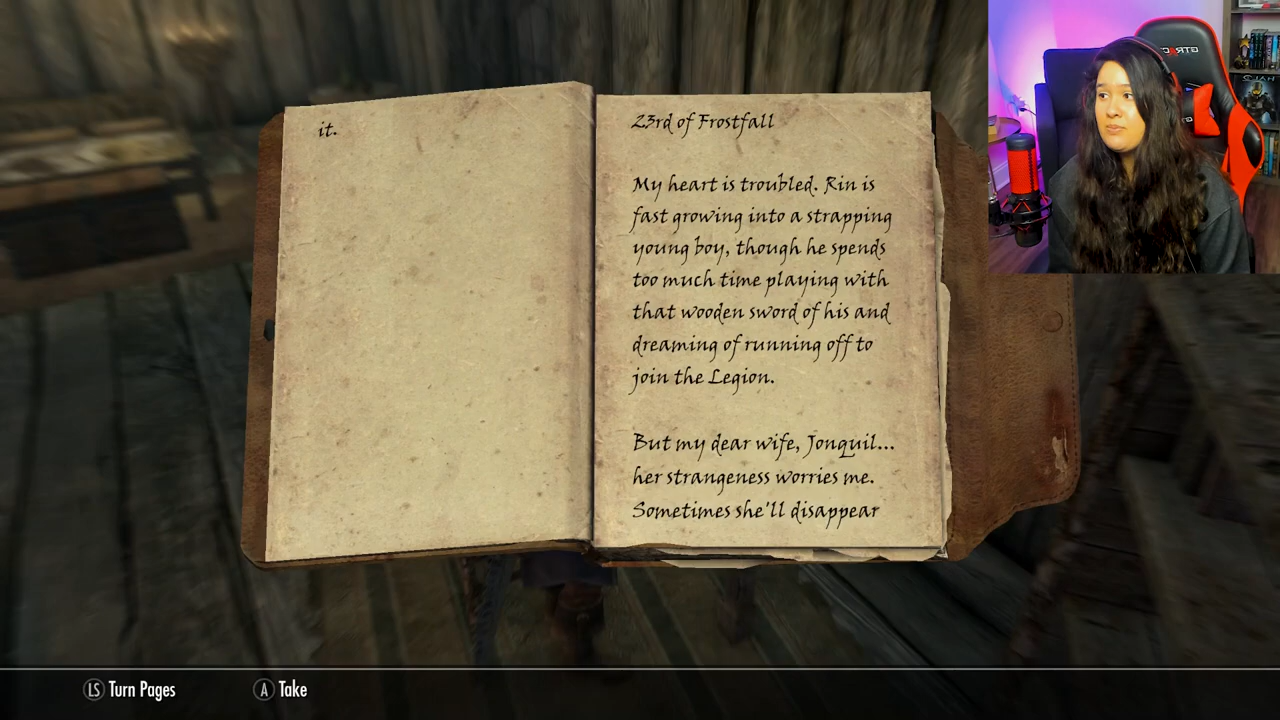 it.
23rd of Frostfall
My heart is troubled. Rin is
fast growing into a strapping
young boy, though he spends
too much time playing with
that wooden sword of his and
dreaming of running off to
join the Legion.
But my dear wife, Jonquil...
her strangeness worries me.
Sometimes she'll disappear
LS Turn Pages
A Take
GTRACING
HALO